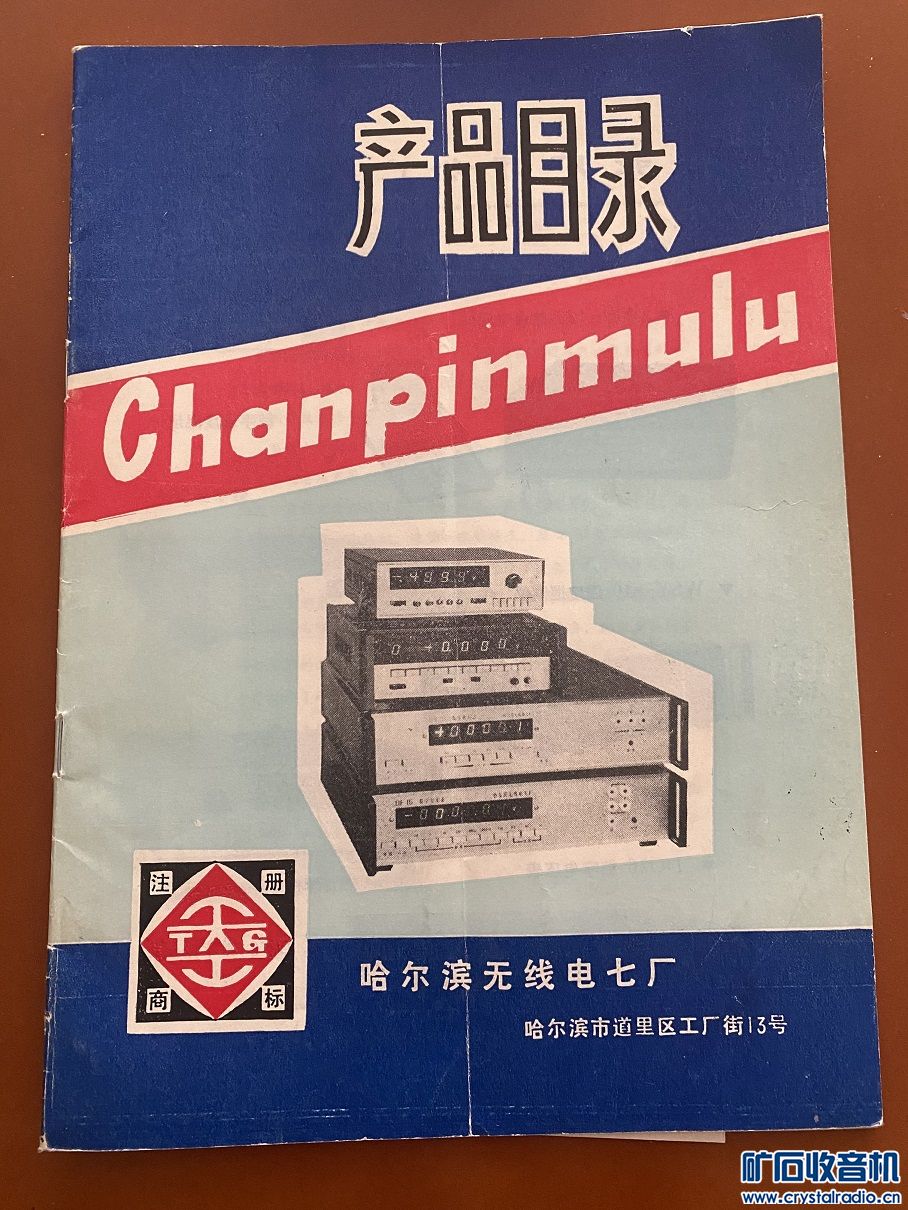 产品目录
Chanpinmulu
注 册
TAG
商 标
哈尔滨无线电七厂
哈尔滨市道里区工厂街13号
矿石收音机
www.crystalradio.cn